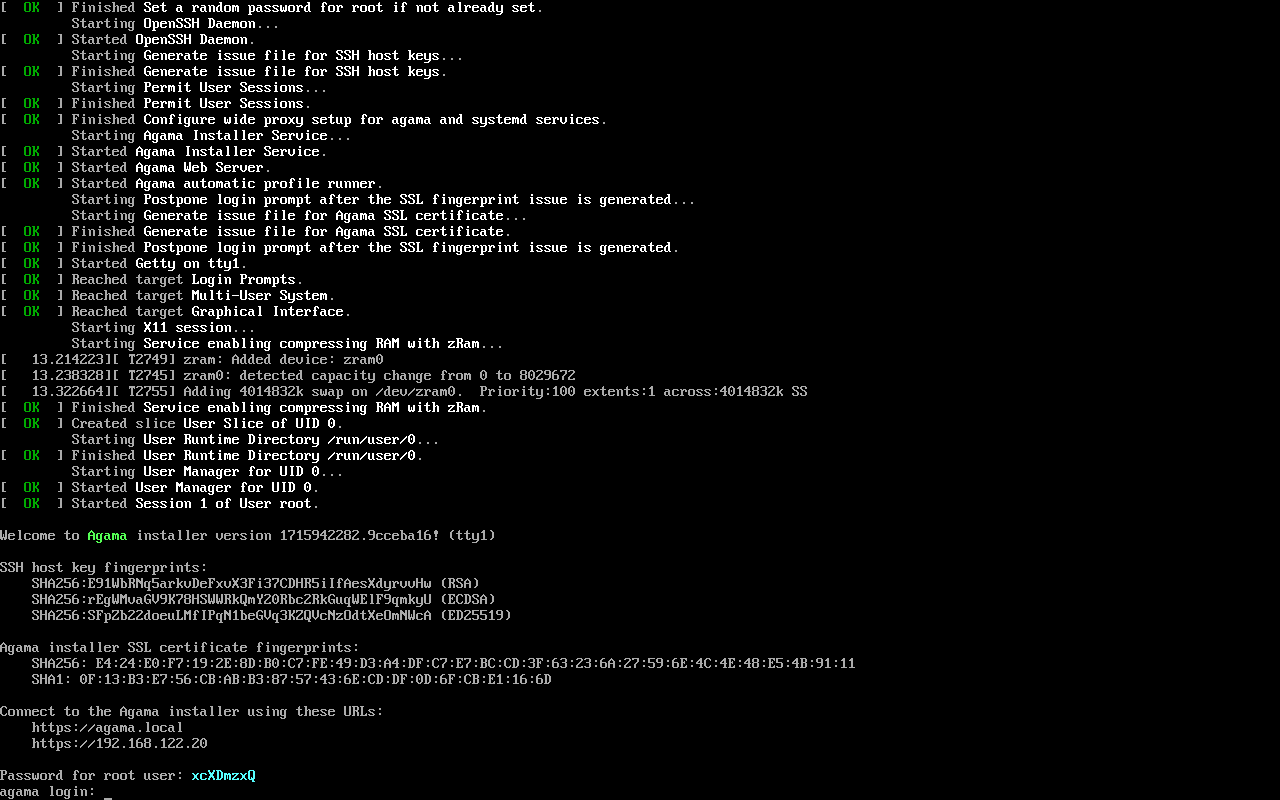 [  OK  ] Finished Set a random password for root if not already set.
Starting OpenSSH Daemon...
[  OK  ] Started OpenSSH Daemon.
Starting Generate issue file for SSH host keys...
[  OK  ] Finished Generate issue file for SSH host keys.
Starting Permit User Sessions...
[  OK  ] Finished Permit User Sessions.
[  OK  ] Finished Configure wide proxy setup for agama and systemd services.
Starting Agama Installer Service...
[  OK  ] Started Agama Installer Service.
[  OK  ] Started Agama Web Server.
[  OK  ] Started Agama automatic profile runner.
Starting Postpone login prompt after the SSL fingerprint issue is generated...
Starting Generate issue file for Agama SSL certificate...
[  OK  ] Finished Generate issue file for Agama SSL certificate.
[  OK  ] Finished Postpone login prompt after the SSL fingerprint issue is generated.
[  OK  ] Started Getty on tty1.
[  OK  ] Reached target Login Prompts.
[  OK  ] Reached target Multi-User System.
[  OK  ] Reached target Graphical Interface.
Starting X11 session...
Starting Service enabling compressing RAM with zRam...
[   13.214223][ T2749] zram: Added device: zram0
[   13.238328][ T2745] zram0: detected capacity change from 0 to 8029672
[   13.322664][ T2755] Adding 4014832k swap on /dev/zram0.  Priority:100 extents:1 across:4014832k SS
[  OK  ] Finished Service enabling compressing RAM with zRam.
[  OK  ] Created slice User Slice of UID 0.
Starting User Runtime Directory /run/user/0...
[  OK  ] Finished User Runtime Directory /run/user/0.
Starting User Manager for UID 0...
[  OK  ] Started User Manager for UID 0.
[  OK  ] Started Session 1 of User root.
Welcome to Agama installer version 1715942282.9cceba16! (tty1)
SSH host key fingerprints:
SHA256:E91WbRNq5arkvDeFxvX3Fi37CDHR5iIfAesXdyrvvHw (RSA)
SHA256:rEgWMvaGV9K78HSWWRkQmY20Rbc2RkGuqWElF9qmkyU (ECDSA)
SHA256:SFpZb22doeuLMfIPqN1beGVq3KZQVcNzOdtXeOmNWcA (ED25519)
Agama installer SSL certificate fingerprints:
SHA256: E4:24:E0:F7:19:2E:8D:B0:C7:FE:49:D3:A4:DF:C7:E7:BC:CD:3F:63:23:6A:27:59:6E:4C:4E:48:E5:4B:91:11
SHA1: 0F:13:B3:E7:56:CB:AB:B3:87:57:43:6E:CD:DF:0D:6F:CB:E1:16:6D
Connect to the Agama installer using these URLs:
https://agama.local
https://192.168.122.20
Password for root user: xcXDmzxQ
agama login: _